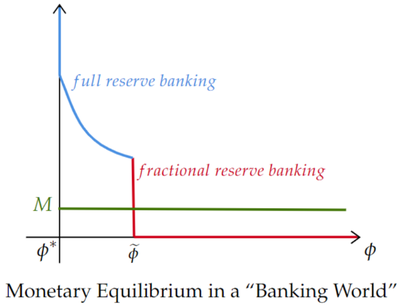 full reserve banking
fractional reserve banking
M
ϕ*
ϕ̃
ϕ
Monetary Equilibrium in a “Banking World”